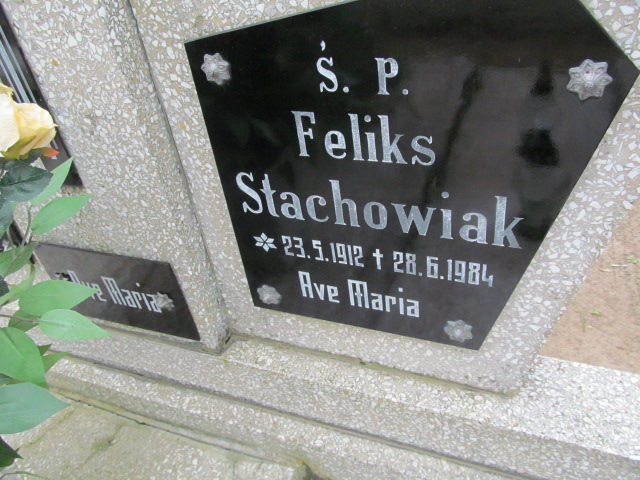 Ś. P.
Feliks
Stachowiak
* 23.5.1912 † 28.6.1984
Ave Maria
Ave Maria